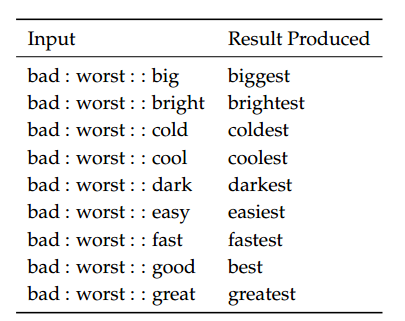 Input Result Produced
bad : worst : : big biggest
bad : worst : : bright brightest
bad : worst : : cold coldest
bad : worst : : cool coolest
bad : worst : : dark darkest
bad : worst : : easy easiest
bad : worst : : fast fastest
bad : worst : : good best
bad : worst : : great greatest